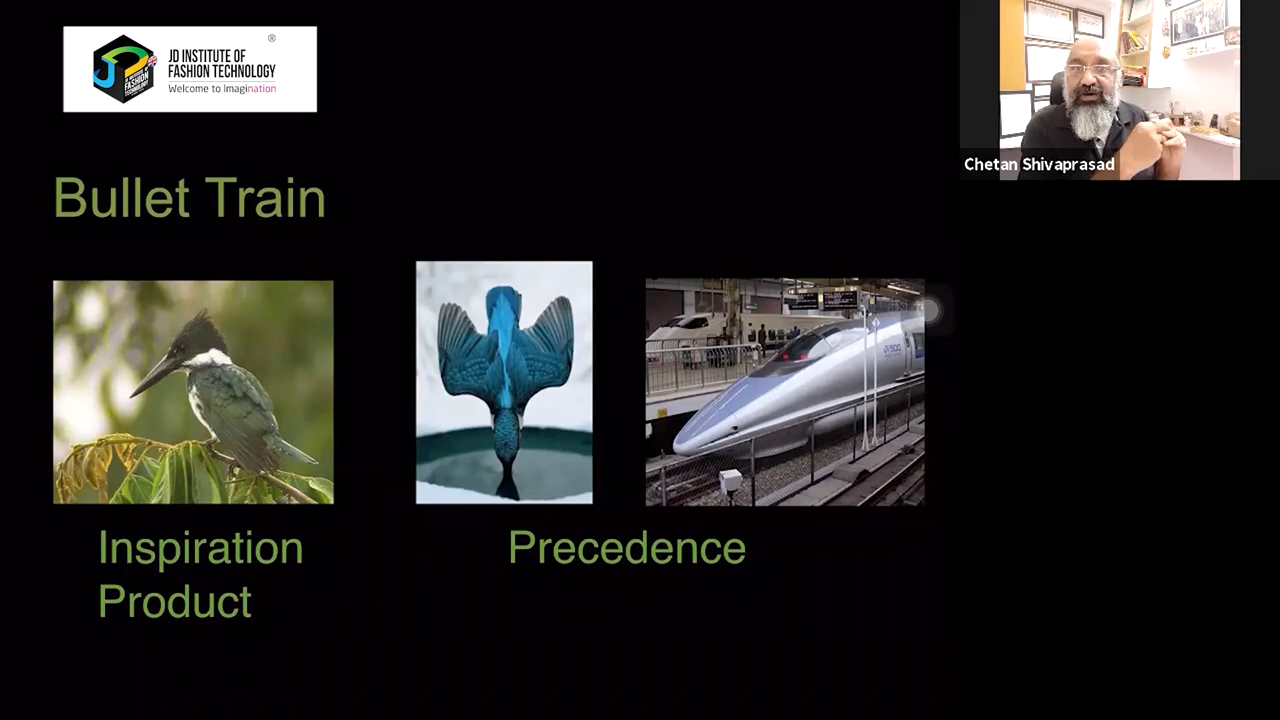 ®
JD INSTITUTE OF
FASHION TECHNOLOGY
Welcome to Imagination
Chetan Shivaprasad
Bullet Train
Inspiration
Product
Precedence